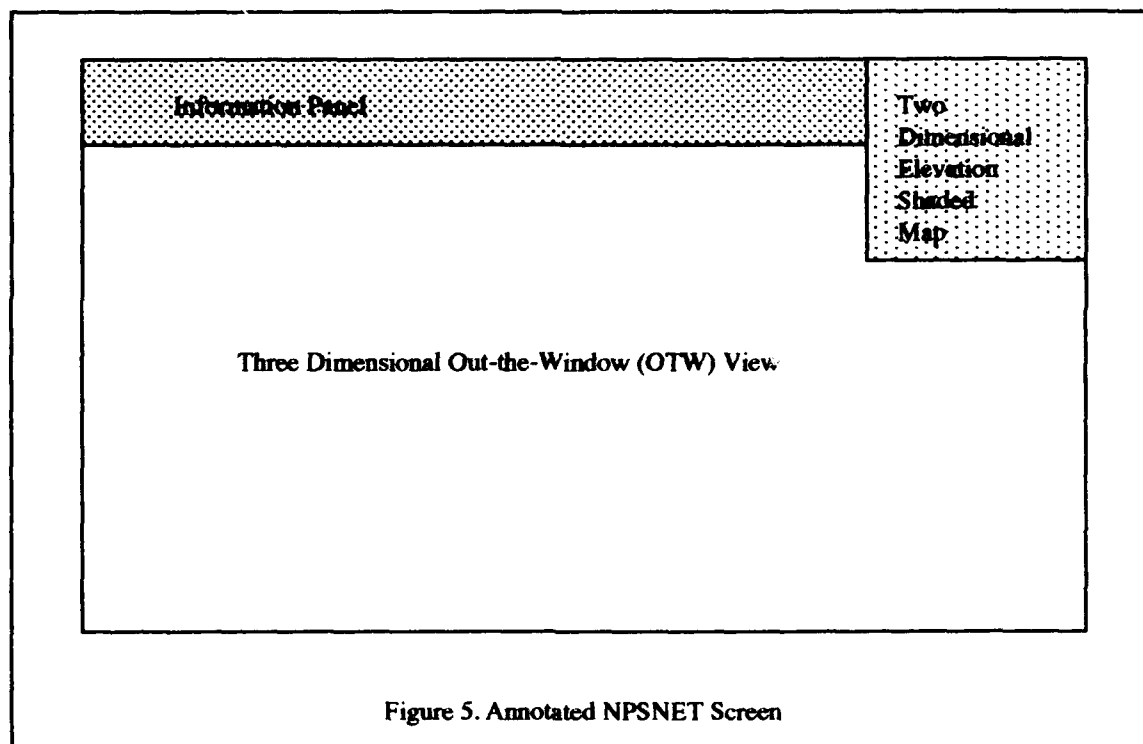 Information Panel
Two
Dimensional
Elevation
Shaded
Map
Three Dimensional Out-the-Window (OTW) View
Figure 5. Annotated NPSNET Screen